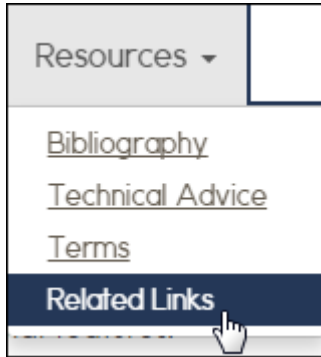 Resources
Bibliography
Technical Advice
Terms
Related Links